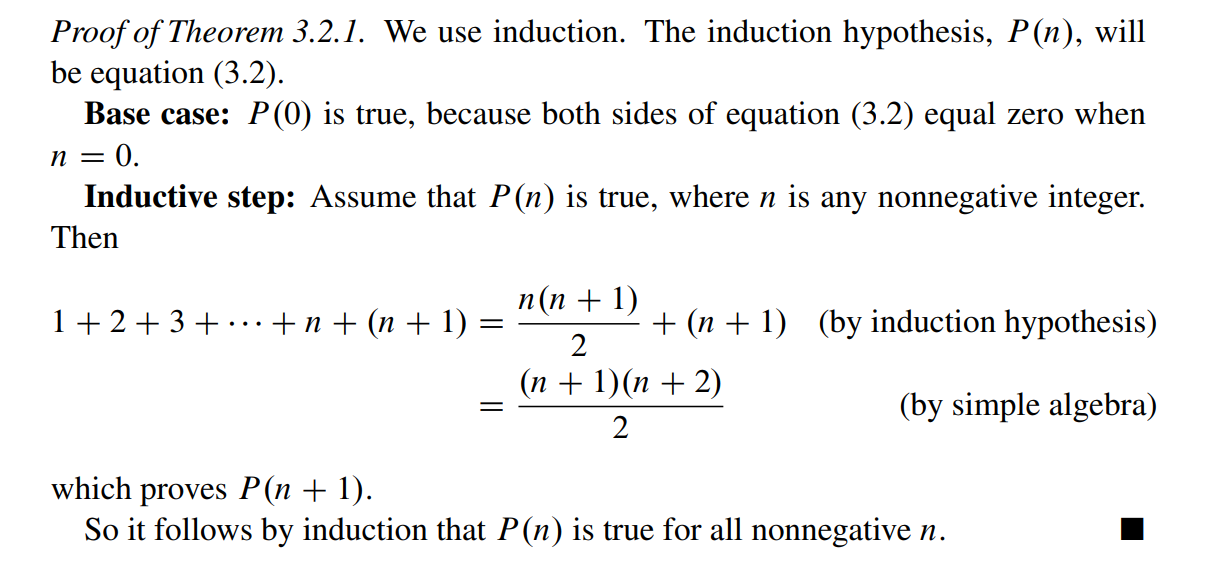 Proof of Theorem 3.2.1. We use induction. The induction hypothesis, P(n), will
be equation (3.2).
Base case: P(0) is true, because both sides of equation (3.2) equal zero when
n = 0.
Inductive step: Assume that P(n) is true, where n is any nonnegative integer.
Then
1 + 2 + 3 + ⋯ + n + (n + 1) = n(n + 1)/2 + (n + 1) (by induction hypothesis)
= (n + 1)(n + 2)/2 (by simple algebra)
which proves P(n + 1).
So it follows by induction that P(n) is true for all nonnegative n. ■